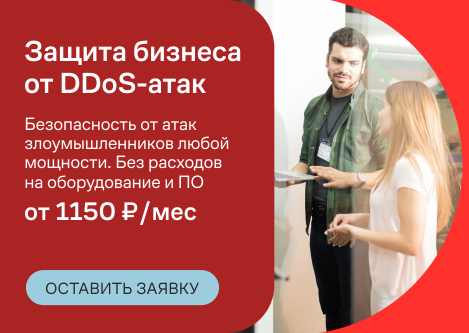 Защита бизнеса
от DDoS-атак
Безопасность от атак
злоумышленников любой
мощности. Без расходов
на оборудование и ПО
от 1150 ₽/мес
ОСТАВИТЬ ЗАЯВКУ